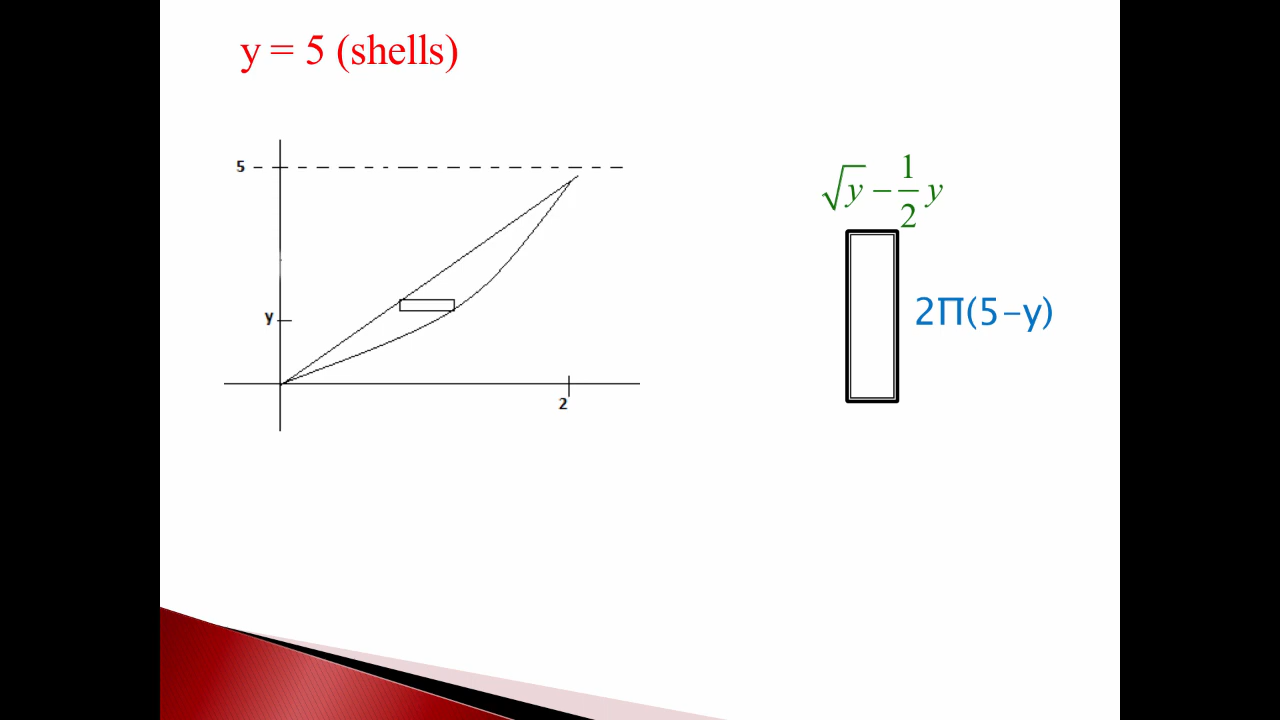 y = 5 (shells)
5
y
2
√y − 1/2 y
2Π(5−y)